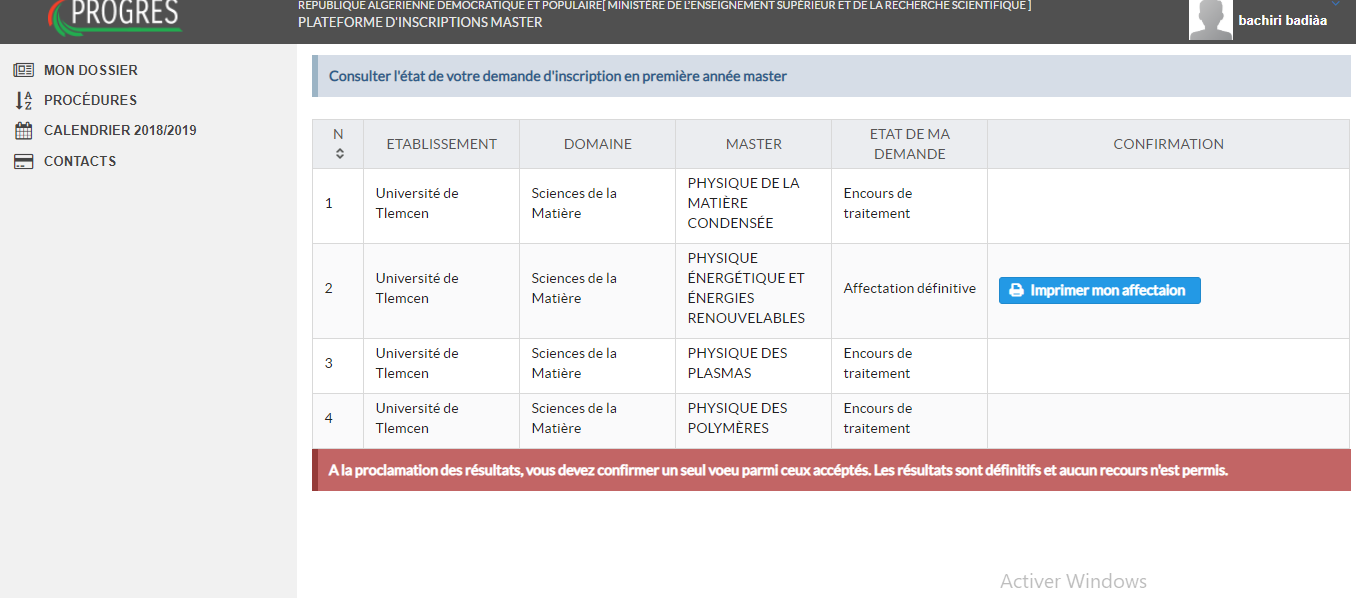 PROGRES
RÉPUBLIQUE ALGÉRIENNE DÉMOCRATIQUE ET POPULAIRE[ MINISTÈRE DE L'ENSEIGNEMENT SUPÉRIEUR ET DE LA RECHERCHE SCIENTIFIQUE ]
PLATEFORME D'INSCRIPTIONS MASTER
bachiri badiàa
MON DOSSIER
PROCÉDURES
CALENDRIER 2018/2019
CONTACTS
Consulter l'état de votre demande d'inscription en première année master
N
ETABLISSEMENT
DOMAINE
MASTER
ETAT DE MA
DEMANDE
CONFIRMATION
1
Université de
Tlemcen
Sciences de la
Matière
PHYSIQUE DE LA
MATIÈRE
CONDENSÉE
Encours de
traitement
2
Université de
Tlemcen
Sciences de la
Matière
PHYSIQUE
ÉNERGÉTIQUE ET
ÉNERGIES
RENOUVELABLES
Affectation définitive
Imprimer mon affectaion
3
Université de
Tlemcen
Sciences de la
Matière
PHYSIQUE DES
PLASMAS
Encours de
traitement
4
Université de
Tlemcen
Sciences de la
Matière
PHYSIQUE DES
POLYMÈRES
Encours de
traitement
A la proclamation des résultats, vous devez confirmer un seul voeu parmi ceux accéptés. Les résultats sont définitifs et aucun recours n'est permis.
Activer Windows